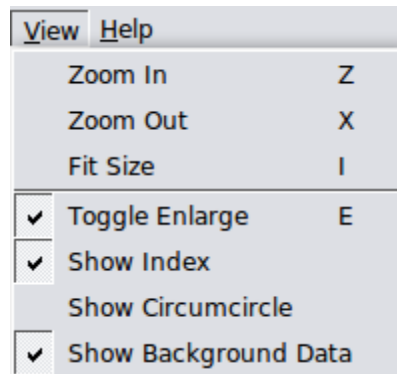 View Help
Zoom In Z
Zoom Out X
Fit Size I
Toggle Enlarge E
Show Index
Show Circumcircle
Show Background Data